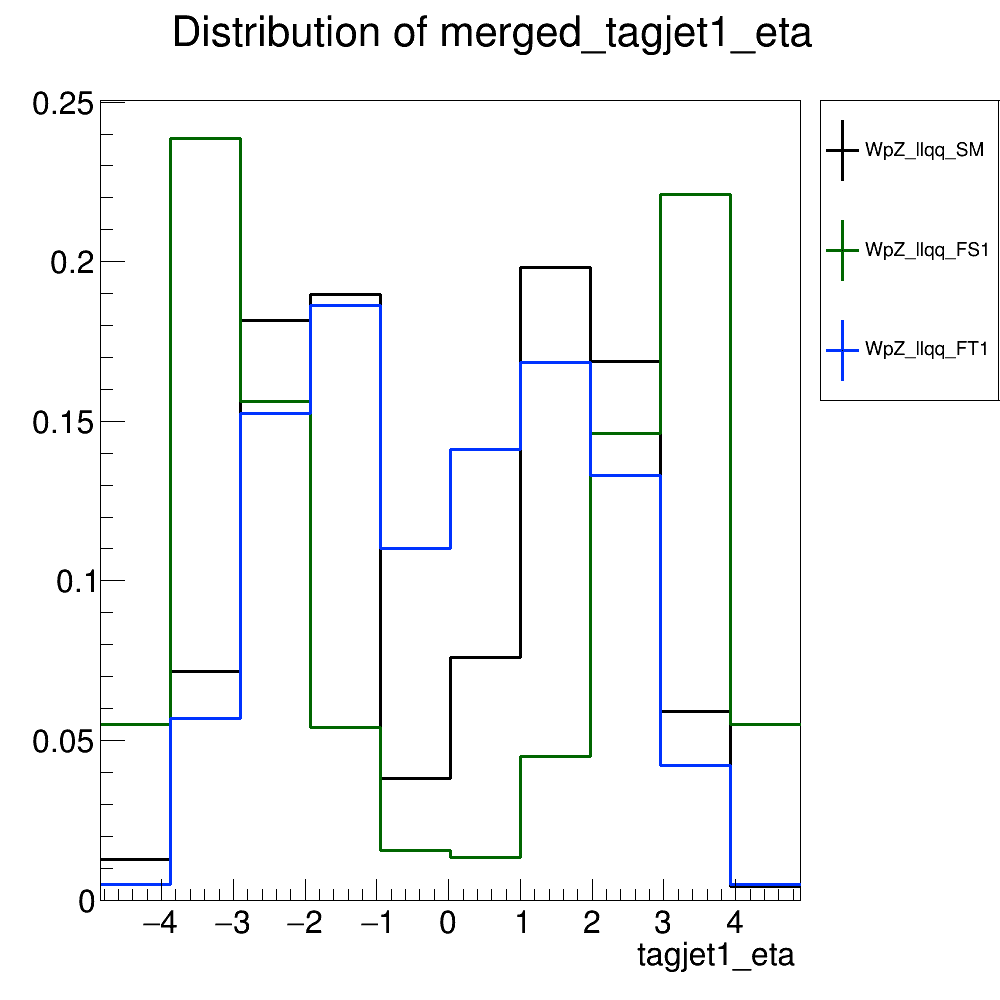 Distribution of merged_tagjet1_eta
0.25
0.2
0.15
0.1
0.05
0
−4 −3 −2 −1 0 1 2 3 4
tagjet1_eta
WpZ_llqq_SM
WpZ_llqq_FS1
WpZ_llqq_FT1